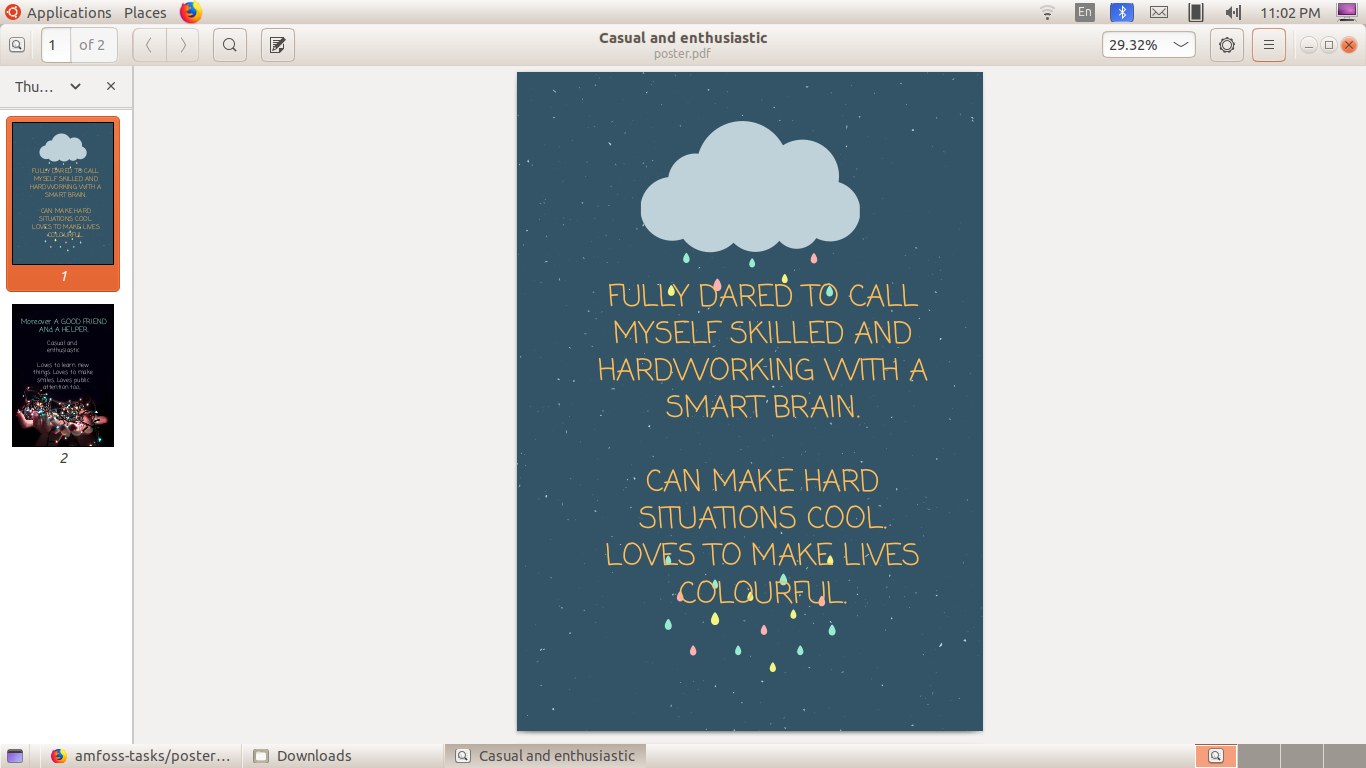 Applications Places En 11:02 PM
1 of 2 Casual and enthusiastic 29.32%
poster.pdf
Thu...
FULLY DARED TO CALL
MYSELF SKILLED AND
HARDWORKING WITH A
SMART BRAIN.
CAN MAKE HARD
SITUATIONS COOL.
LOVES TO MAKE LIVES
COLOURFUL.
1
Moreover A GOOD FRIEND
ANd A HELPER.
Casual and
enthusiastic
Loves to learn new
things. Loves to make
smiles. Loves public
attention too.
2
FULLY DARED TO CALL
MYSELF SKILLED AND
HARDWORKING WITH A
SMART BRAIN.
CAN MAKE HARD
SITUATIONS COOL.
LOVES TO MAKE LIVES
COLOURFUL.
amfoss-tasks/poster... Downloads Casual and enthusiastic